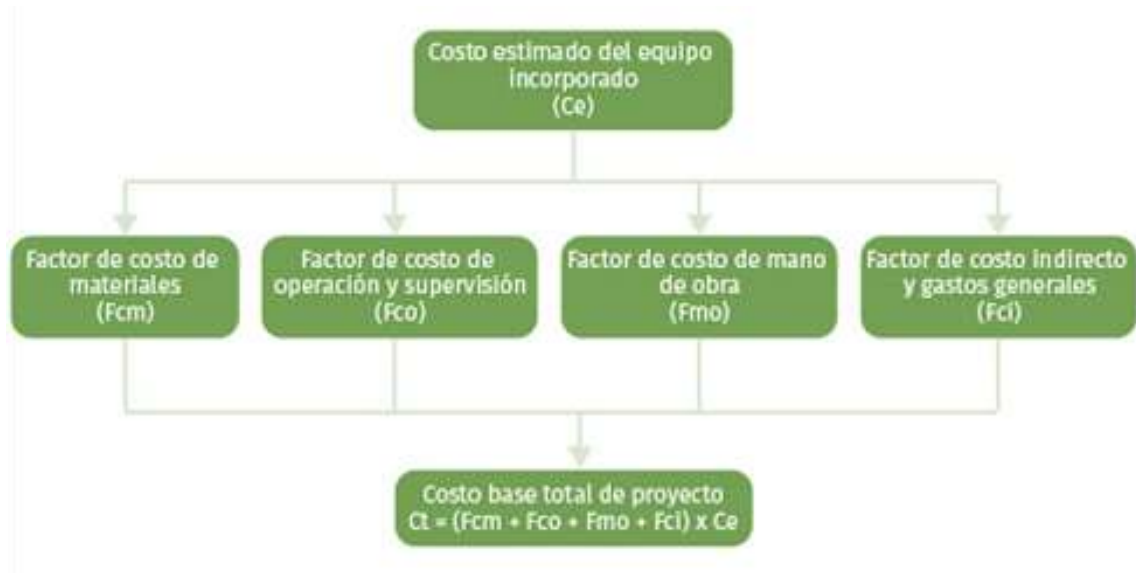 Costo estimado del equipo
incorporado
(Ce)
Factor de costo de
materiales
(Fcm)
Factor de costo de
operación y supervisión
(Fco)
Factor de costo de mano
de obra
(Fmo)
Factor de costo indirecto
y gastos generales
(Fci)
Costo base total de proyecto
Ct = (Fcm + Fco + Fmo + Fci) x Ce